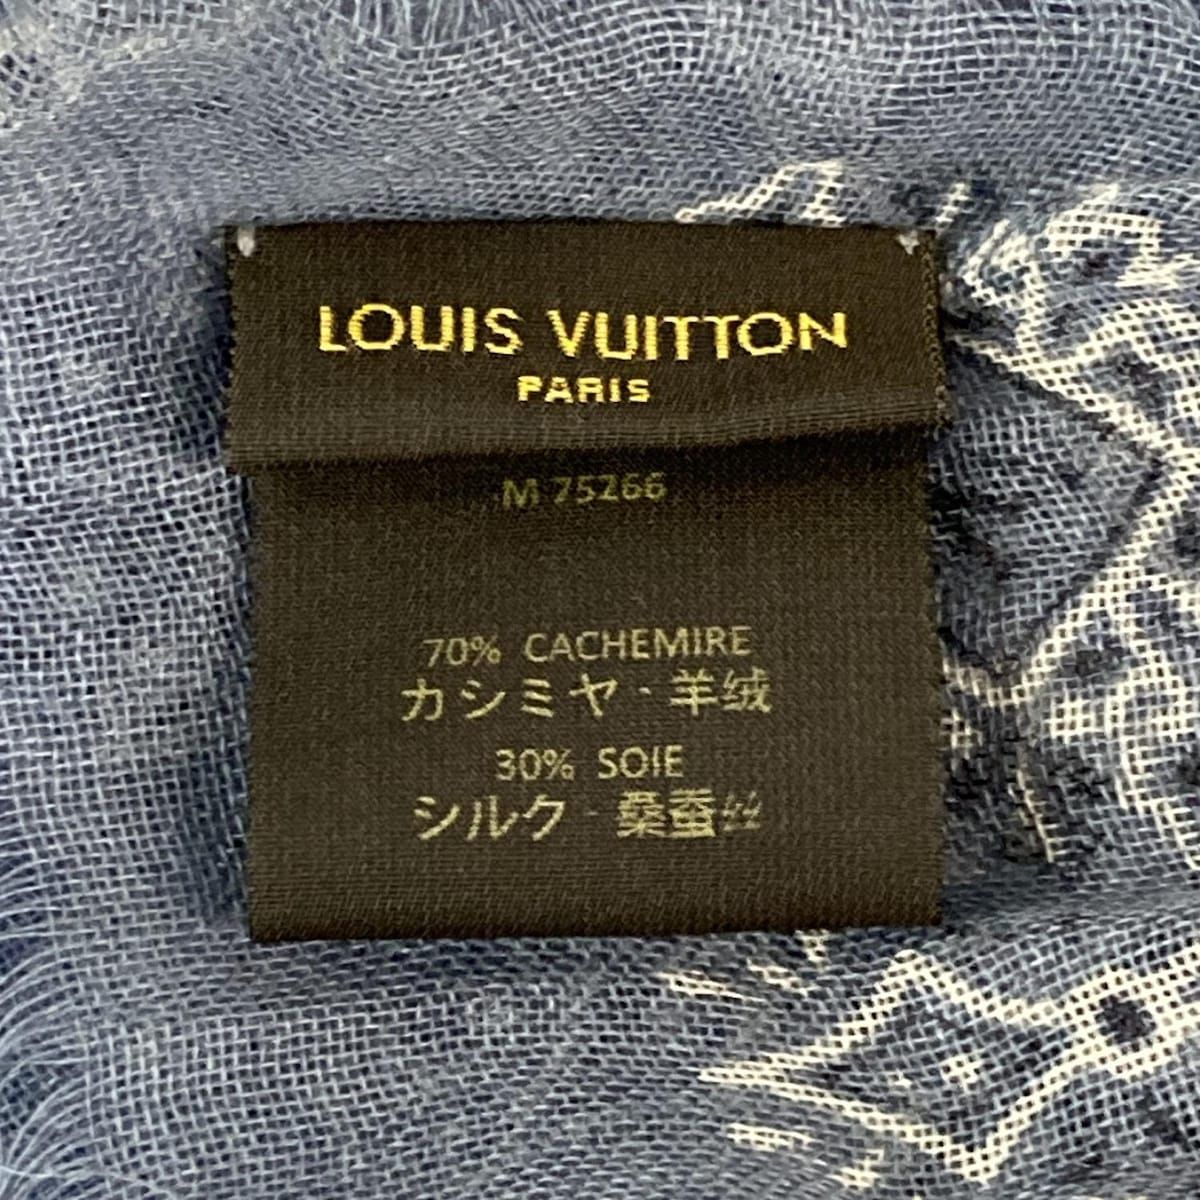 LOUIS VUITTON
PARIS
M 75266
70% CACHEMIRE
カシミヤ - 羊绒
30% SOIE
シルク - 桑蚕丝